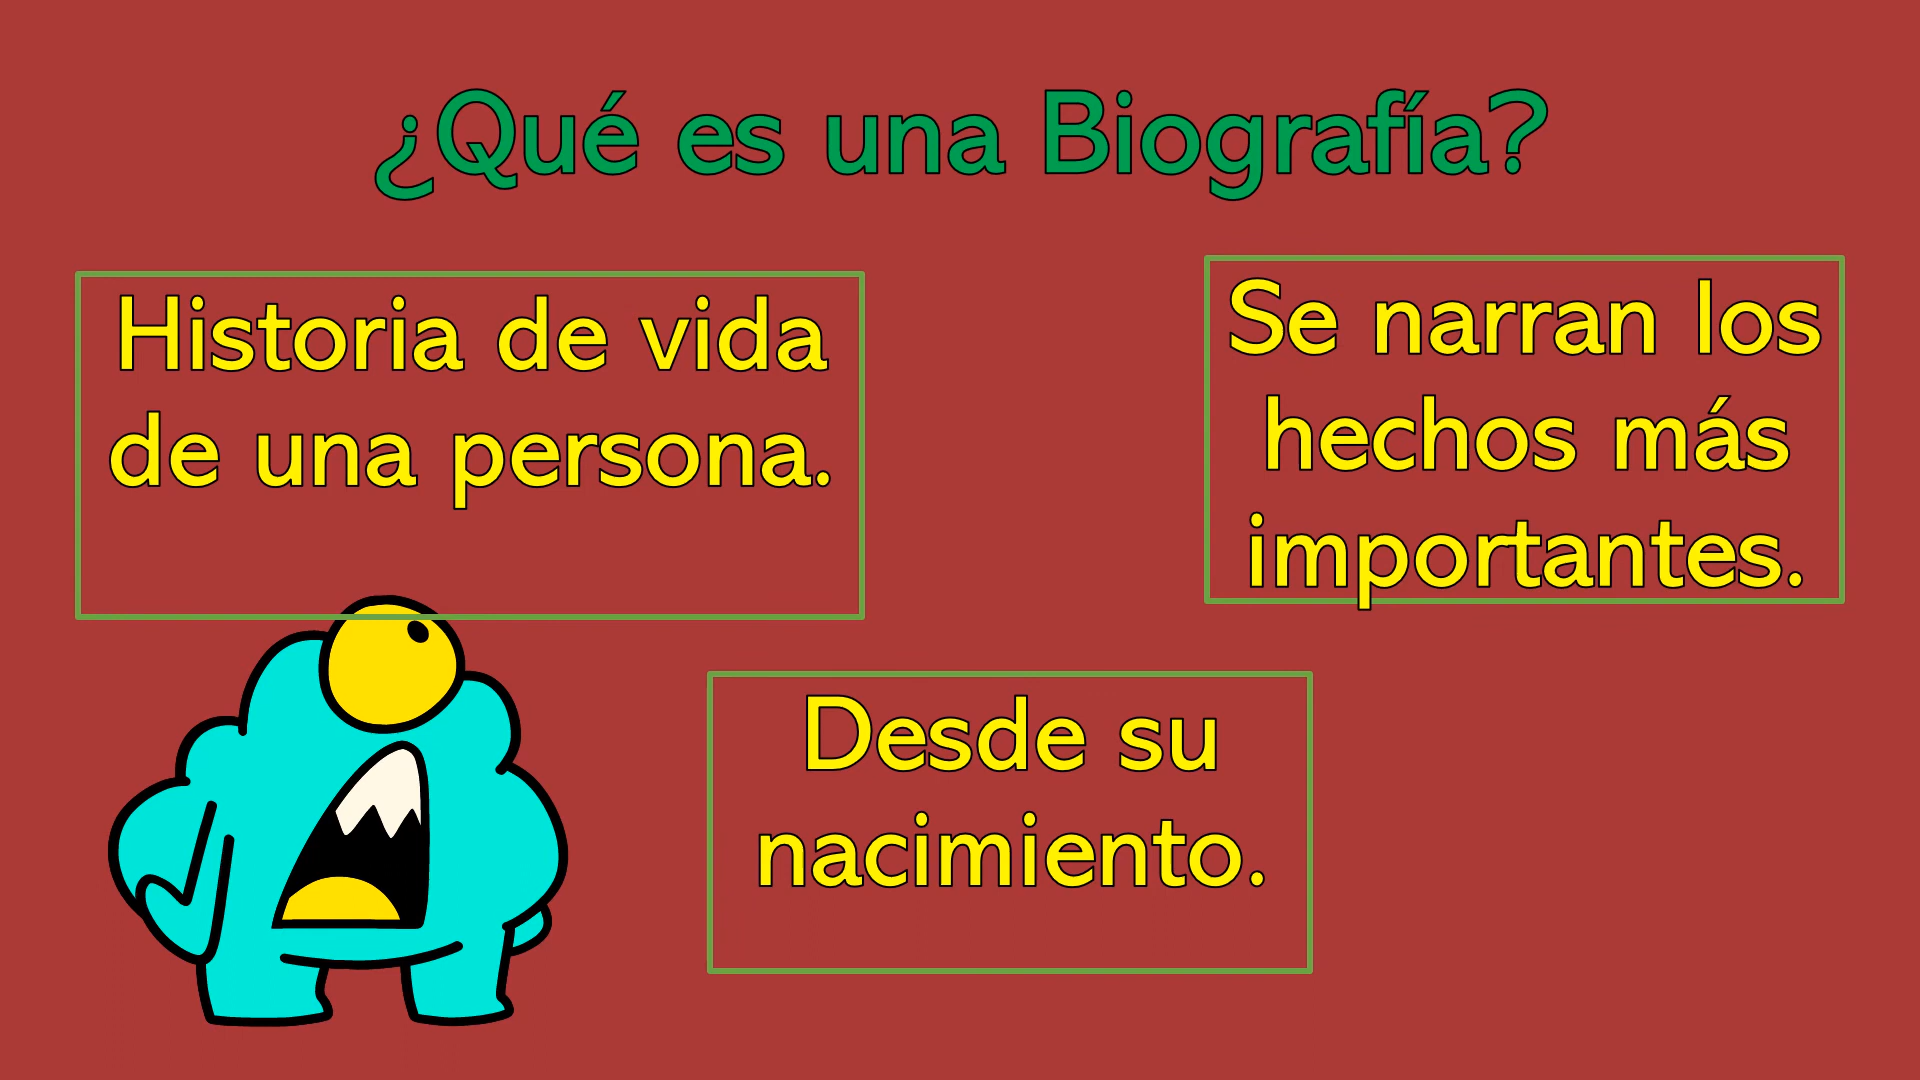 ¿Qué es una Biografía?
Historia de vida
de una persona.
Se narran los
hechos más
importantes.
Desde su
nacimiento.